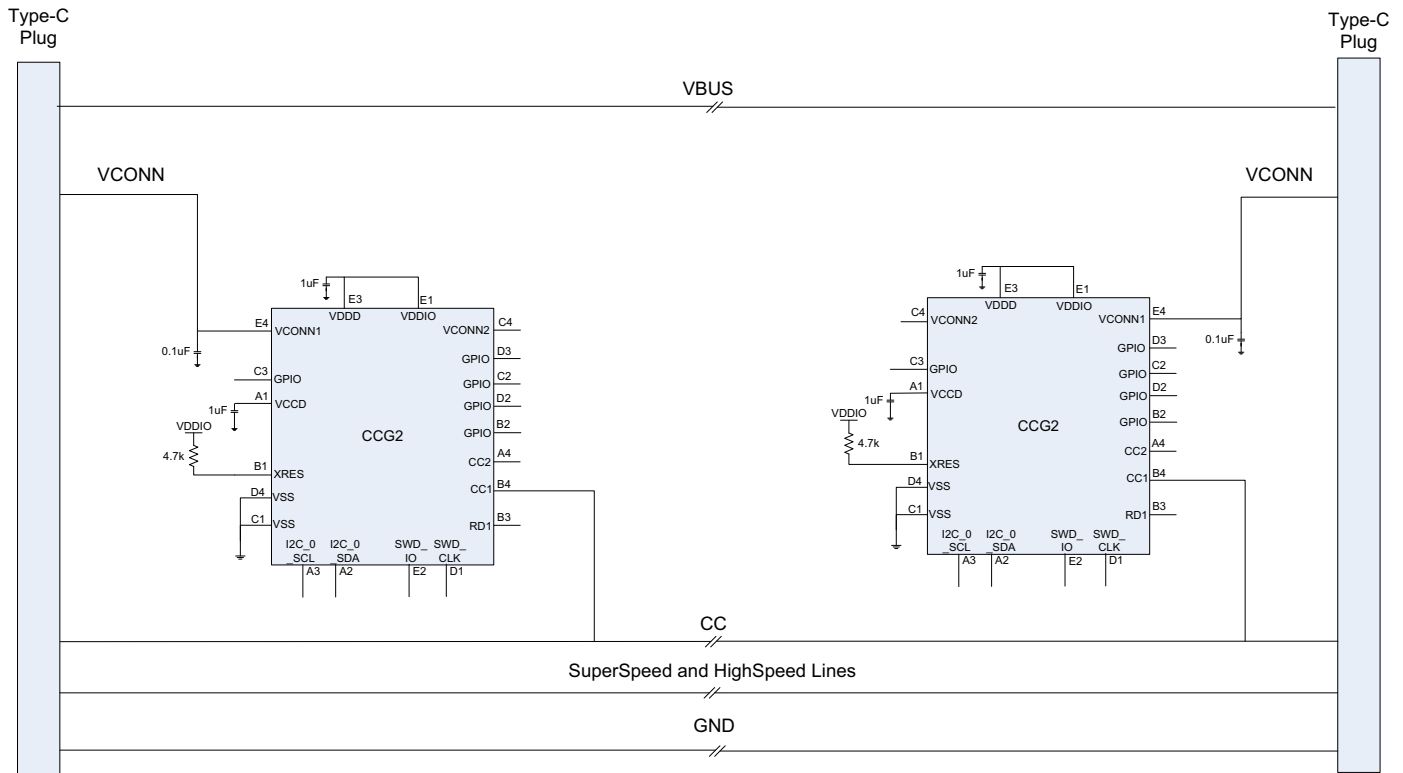 Type-C
Plug
Type-C
Plug
VBUS
VCONN
VCONN
1uF
E3
E1
VDDD
VDDIO
E4
VCONN1
VCONN2
C4
0.1uF
GPIO
D3
C3
GPIO
GPIO
C2
A1
VCCD
1uF
GPIO
D2
VDDIO
4.7k
GPIO
B2
CCG2
CC2
A4
B1
XRES
CC1
B4
D4
VSS
C1
VSS
RD1
B3
I2C_0
_SCL
I2C_0
_SDA
SWD_
IO
SWD_
CLK
A3
A2
E2
D1
1uF
E3
E1
VDDD
VDDIO
C4
VCONN2
VCONN1
E4
0.1uF
GPIO
D3
C3
GPIO
GPIO
C2
A1
VCCD
1uF
GPIO
D2
VDDIO
4.7k
GPIO
B2
CCG2
CC2
A4
B1
XRES
CC1
B4
D4
VSS
C1
VSS
RD1
B3
I2C_0
_SCL
I2C_0
_SDA
SWD_
IO
SWD_
CLK
A3
A2
E2
D1
CC
SuperSpeed and HighSpeed Lines
GND